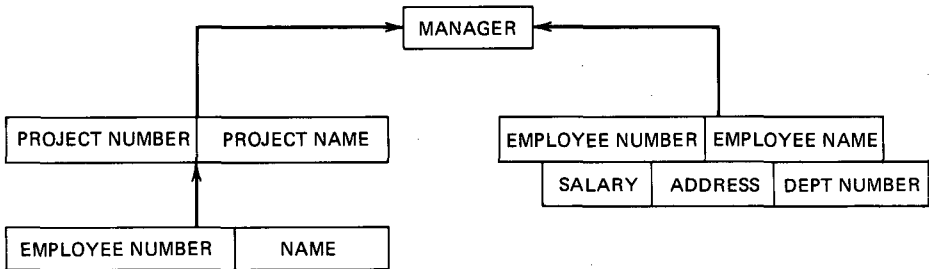 MANAGER
PROJECT NUMBER PROJECT NAME
EMPLOYEE NUMBER EMPLOYEE NAME
SALARY ADDRESS DEPT NUMBER
EMPLOYEE NUMBER NAME